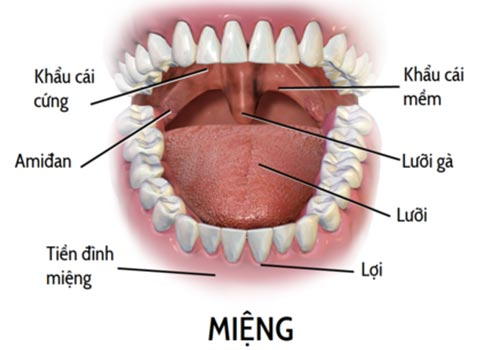 Khẩu cái
cứng
Khẩu cái
mềm
Amiđan
Lưỡi gà
Lưỡi
Tiền đình
miệng
Lợi
MIỆNG